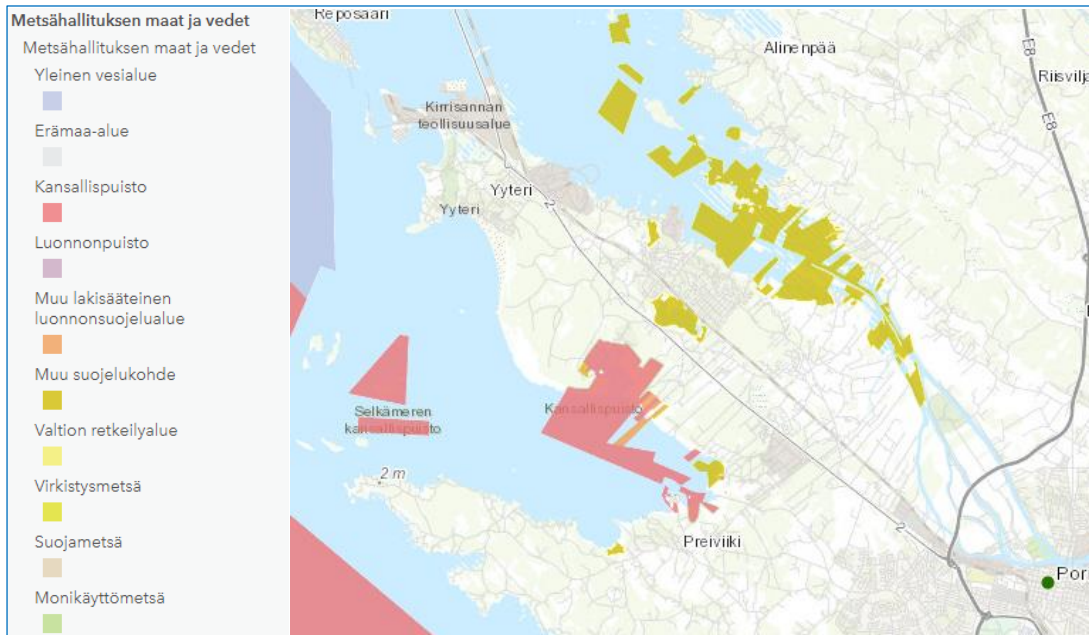 Metsähallituksen maat ja vedet
Metsähallituksen maat ja vedet
Yleinen vesialue
Erämaa-alue
Kansallispuisto
Luonnonpuisto
Muu lakisääteinen
luonnonsuojelualue
Muu suojelukohde
Valtion retkeilyalue
Virkistysmetsä
Suojametsä
Monikäyttömetsä
Reposaari
Alinenpää
E8
Riisvilja
Kirrisannan
teollisuusalue
E8
2
Yyteri
Yyteri
2
Selkämeren
kansallispuisto
Kansallispuisto
2 m
Preiviiki
2
Por